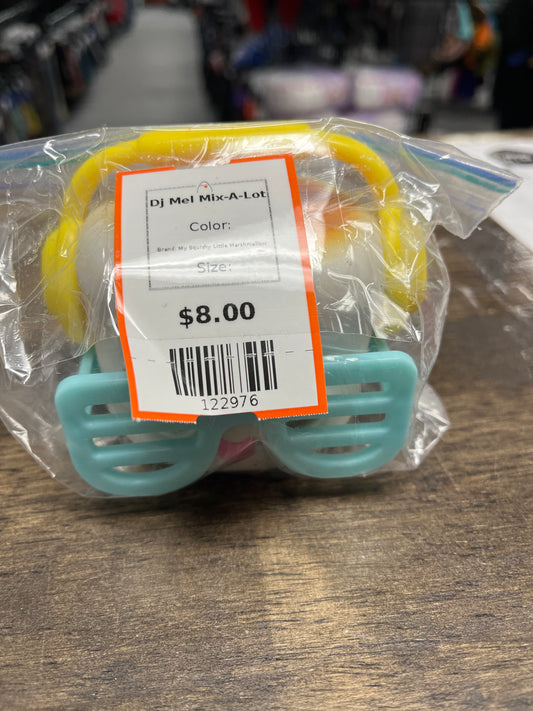 Dj Mel Mix-A-Lot
Color:
Brand: My Squishy Little Marshmallow
Size:
$8.00
122976